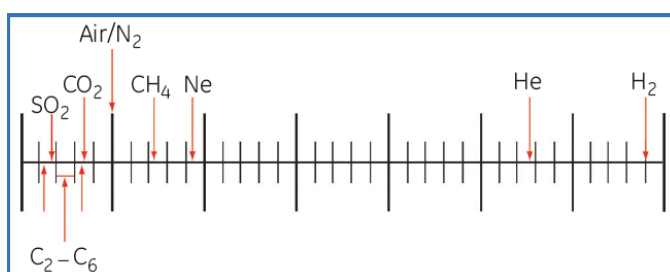 Air/N₂
CO₂ CH₄ Ne He H₂
SO₂
C₂ – C₆